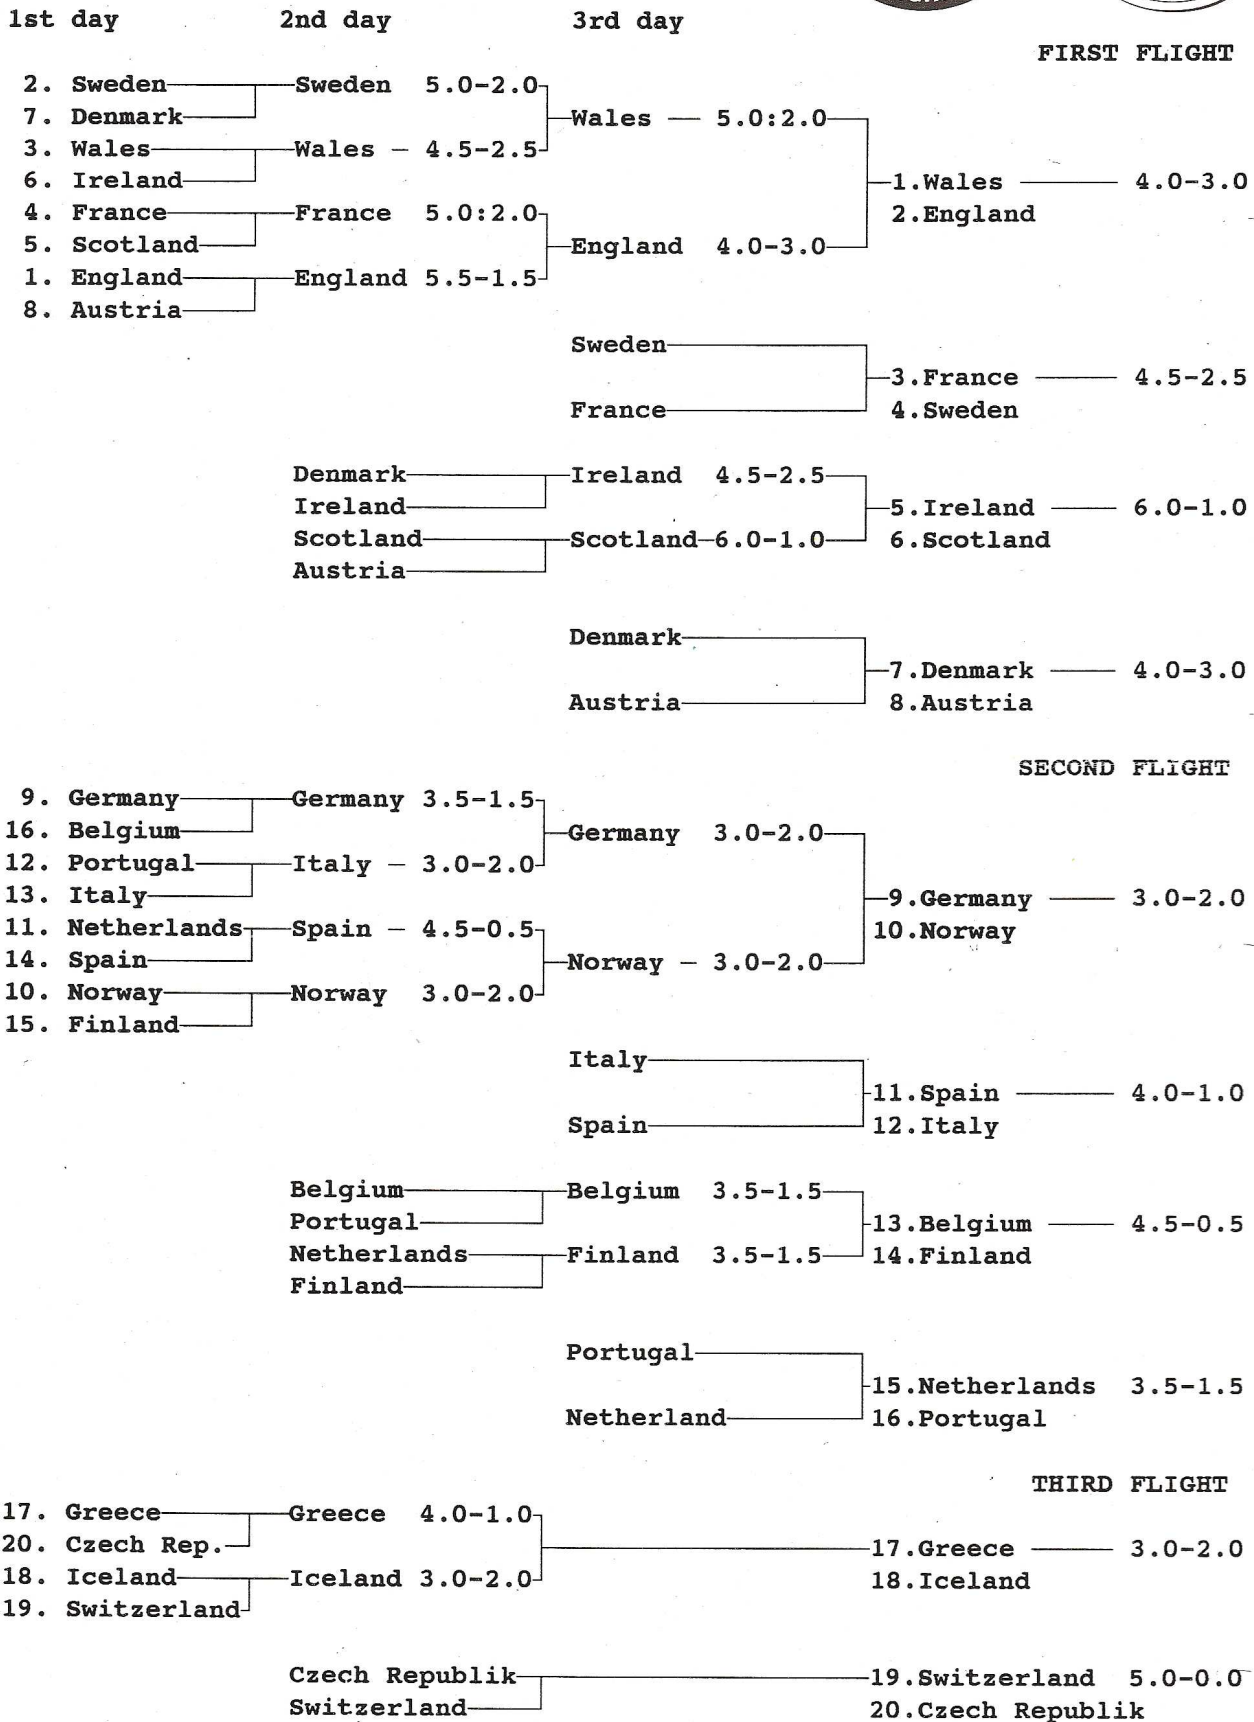 1st day 2nd day 3rd day
FIRST FLIGHT
2. Sweden Sweden 5.0-2.0
7. Denmark Wales — 5.0:2.0
3. Wales Wales - 4.5-2.5
6. Ireland 1.Wales 4.0-3.0
4. France France 5.0:2.0 2.England
5. Scotland England 4.0-3.0
1. England England 5.5-1.5
8. Austria
Sweden
3.France 4.5-2.5
France 4.Sweden
Denmark Ireland 4.5-2.5
Ireland 5.Ireland 6.0-1.0
Scotland Scotland 6.0-1.0 6.Scotland
Austria
Denmark
7.Denmark 4.0-3.0
Austria 8.Austria
SECOND FLIGHT
9. Germany Germany 3.5-1.5
16. Belgium Germany 3.0-2.0
12. Portugal Italy - 3.0-2.0
13. Italy 9.Germany 3.0-2.0
11. Netherlands Spain - 4.5-0.5 10.Norway
14. Spain Norway - 3.0-2.0
10. Norway Norway 3.0-2.0
15. Finland
Italy
11.Spain 4.0-1.0
Spain 12.Italy
Belgium Belgium 3.5-1.5
Portugal 13.Belgium 4.5-0.5
Netherlands Finland 3.5-1.5 14.Finland
Finland
Portugal
15.Netherlands 3.5-1.5
Netherland 16.Portugal
THIRD FLIGHT
17. Greece Greece 4.0-1.0
20. Czech Rep. 17.Greece 3.0-2.0
18. Iceland Iceland 3.0-2.0 18.Iceland
19. Switzerland
Czech Republik 19.Switzerland 5.0-0.0
Switzerland 20.Czech Republik